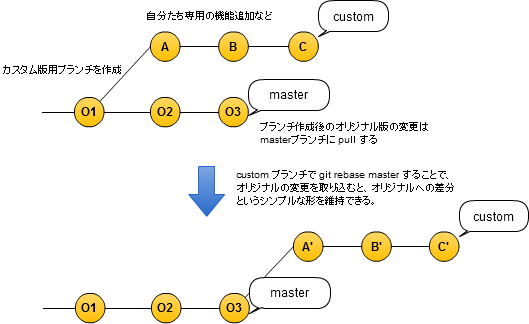 自分たち専用の機能追加など
custom
A
B
C
カスタム版用ブランチを作成
master
O1
O2
O3
ブランチ作成後のオリジナル版の変更は
masterブランチに pull する
custom ブランチで git rebase master することで、
オリジナルの変更を取り込むと、オリジナルへの差分
というシンプルな形を維持できる。
custom
A'
B'
C'
master
O1
O2
O3